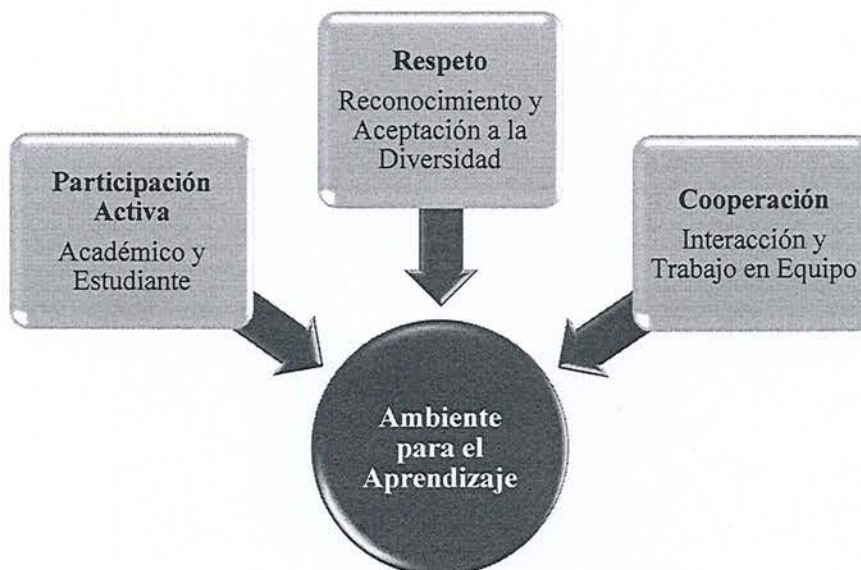 Participación
Activa
Académico y
Estudiante
Respeto
Reconocimiento y
Aceptación a la
Diversidad
Cooperación
Interacción y
Trabajo en Equipo
Ambiente
para el
Aprendizaje